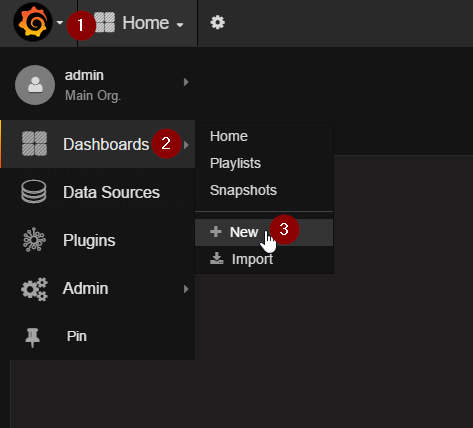 1 Home
admin
Main Org.
Dashboards 2
Home
Playlists
Snapshots
New 3
Import
Data Sources
Plugins
Admin
Pin